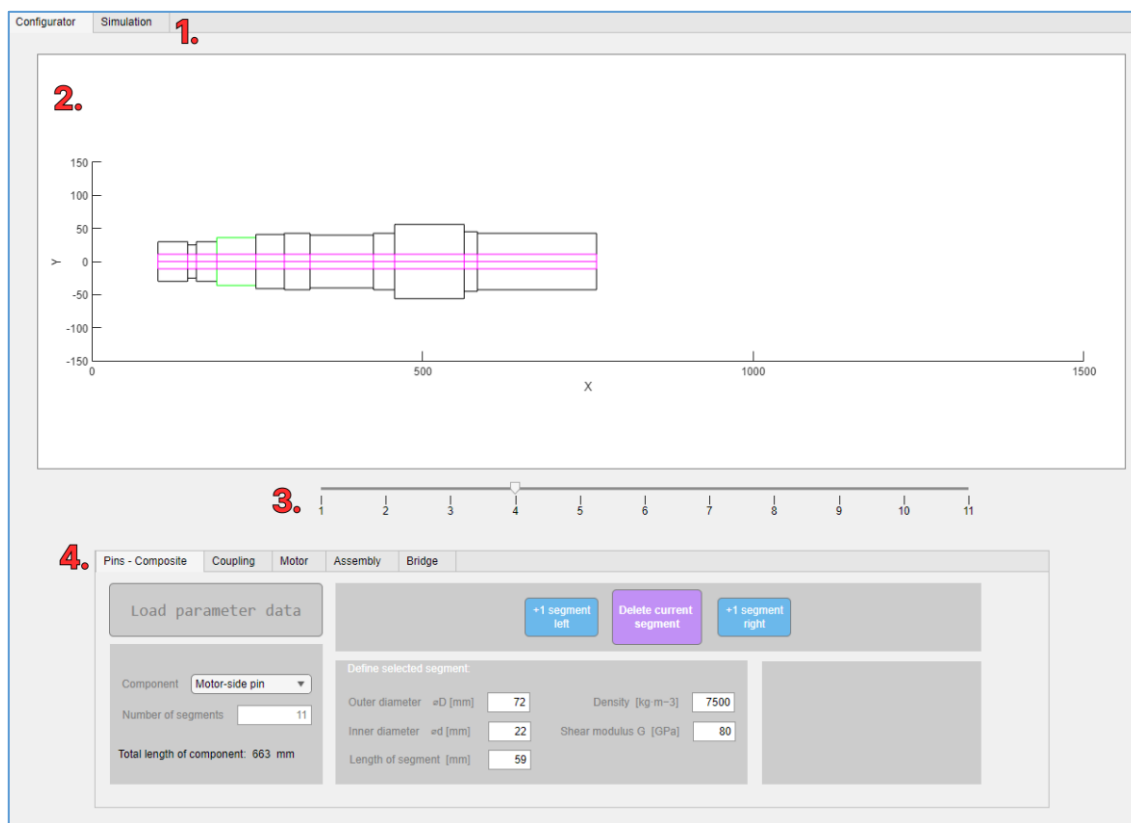 Configurator Simulation
1.
2.
150
100
50
0
-50
-100
-150
Y
0 500 1000 1500
X
3.
1 2 3 4 5 6 7 8 9 10 11
4.
Pins - Composite Coupling Motor Assembly Bridge
Load parameter data
+1 segment left
Delete current segment
+1 segment right
Component Motor-side pin
Number of segments 11
Total length of component: 663 mm
Define selected segment:
Outer diameter ⌀D [mm] 72
Inner diameter ⌀d [mm] 22
Length of segment [mm] 59
Density [kg·m−3] 7500
Shear modulus G [GPa] 80